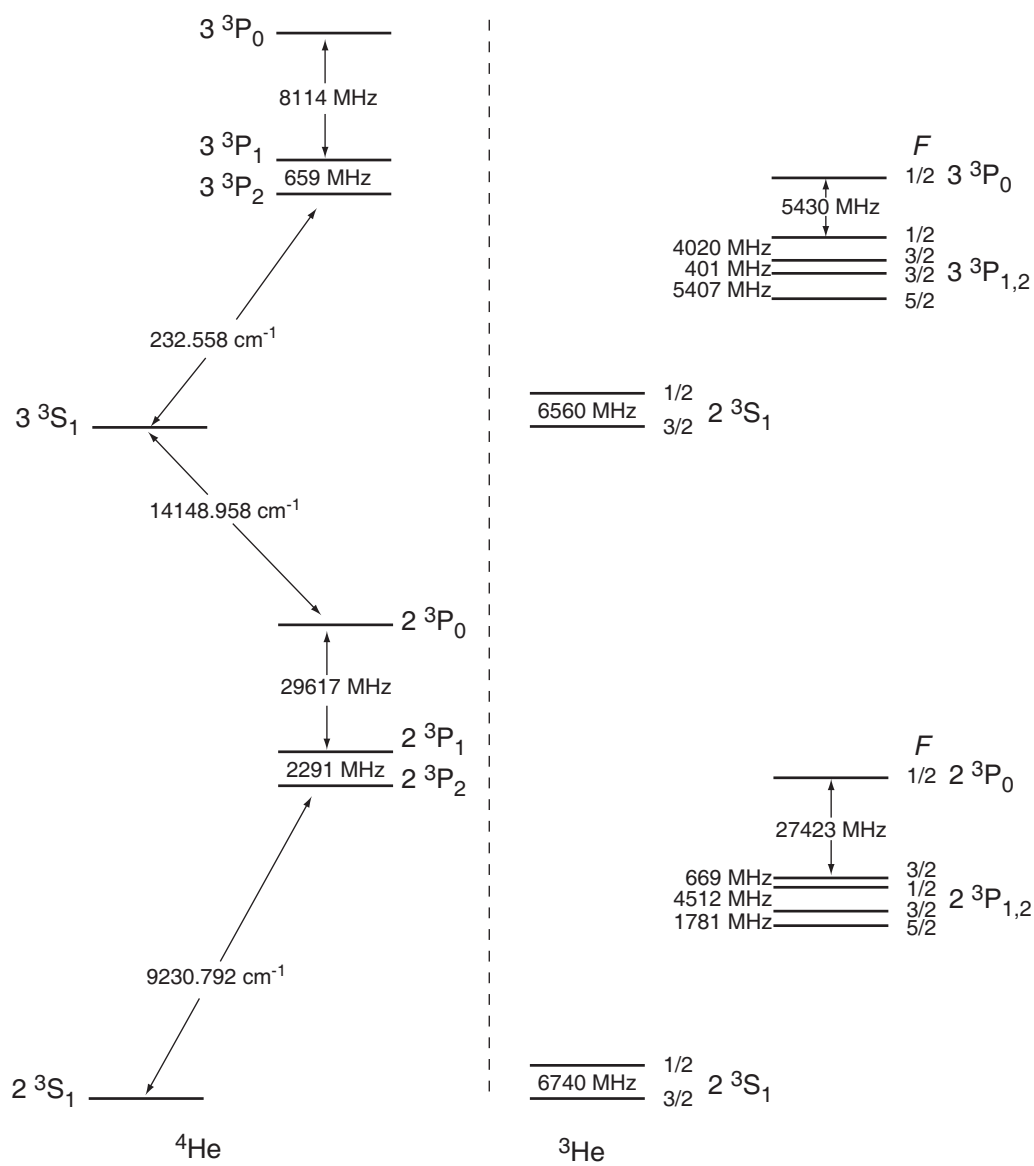 3 ³P₀
8114 MHz
3 ³P₁
659 MHz
3 ³P₂
232.558 cm⁻¹
3 ³S₁
14148.958 cm⁻¹
2 ³P₀
29617 MHz
2 ³P₁
2291 MHz
2 ³P₂
9230.792 cm⁻¹
2 ³S₁
⁴He
F
1/2 3 ³P₀
5430 MHz
1/2
4020 MHz
3/2
401 MHz
3/2 3 ³P₁,₂
5407 MHz
5/2
1/2
6560 MHz 2 ³S₁
3/2
F
1/2 2 ³P₀
27423 MHz
3/2
669 MHz
1/2
4512 MHz 2 ³P₁,₂
3/2
1781 MHz
5/2
1/2
6740 MHz 2 ³S₁
3/2
³He